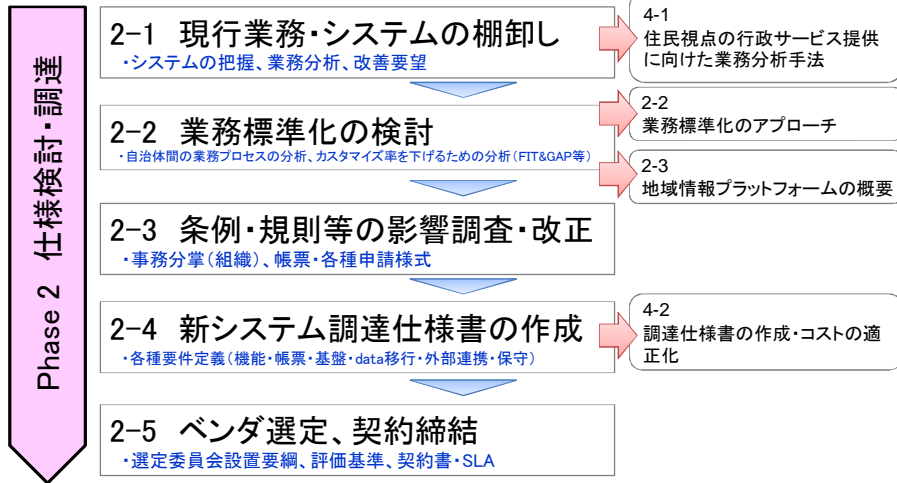 Phase 2 仕様検討・調達
2-1 現行業務・システムの棚卸し
・システムの把握、業務分析、改善要望
4-1
住民視点の行政サービス提供
に向けた業務分析手法
2-2 業務標準化の検討
・自治体間の業務プロセスの分析、カスタマイズ率を下げるための分析(FIT&GAP等)
2-2
業務標準化のアプローチ
2-3
地域情報プラットフォームの概要
2-3 条例・規則等の影響調査・改正
・事務分掌(組織)、帳票・各種申請様式
2-4 新システム調達仕様書の作成
・各種要件定義(機能・帳票・基盤・data移行・外部連携・保守)
4-2
調達仕様書の作成・コストの適
正化
2-5 ベンダ選定、契約締結
・選定委員会設置要綱、評価基準、契約書・SLA